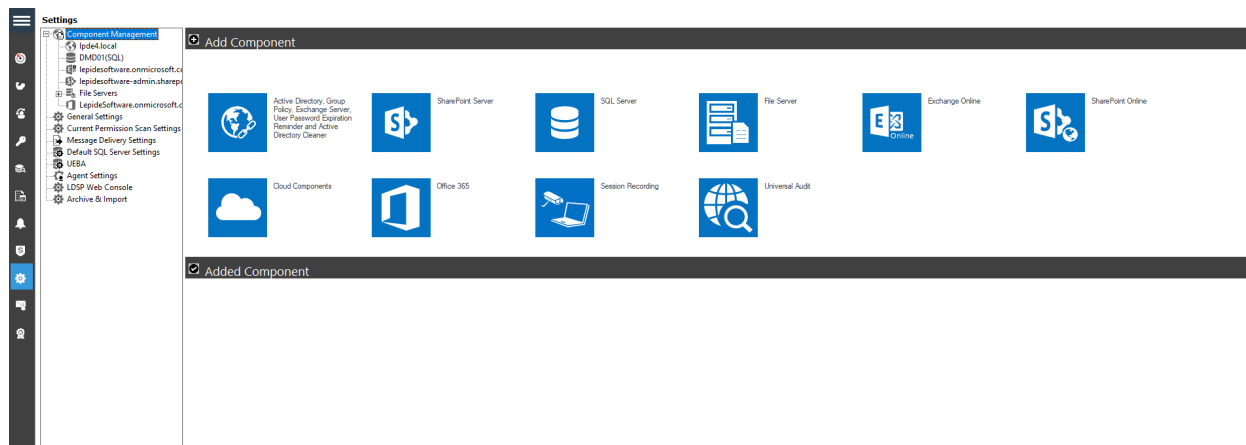 Settings
Component Management
lpde4.local
DMD01(SQL)
lepidesoftware.onmicrosoft.co
lepidesoftware-admin.sharepo
File Servers
LepideSoftware.onmicrosoft.c
General Settings
Current Permission Scan Settings
Message Delivery Settings
Default SQL Server Settings
UEBA
Agent Settings
LDSP Web Console
Archive & Import
Add Component
Active Directory, Group
Policy, Exchange Server,
User Password Expiration
Reminder and Active
Directory Cleaner
SharePoint Server
SQL Server
File Server
Exchange Online
Online
SharePoint Online
Cloud Components
Office 365
Session Recording
Universal Audit
Added Component